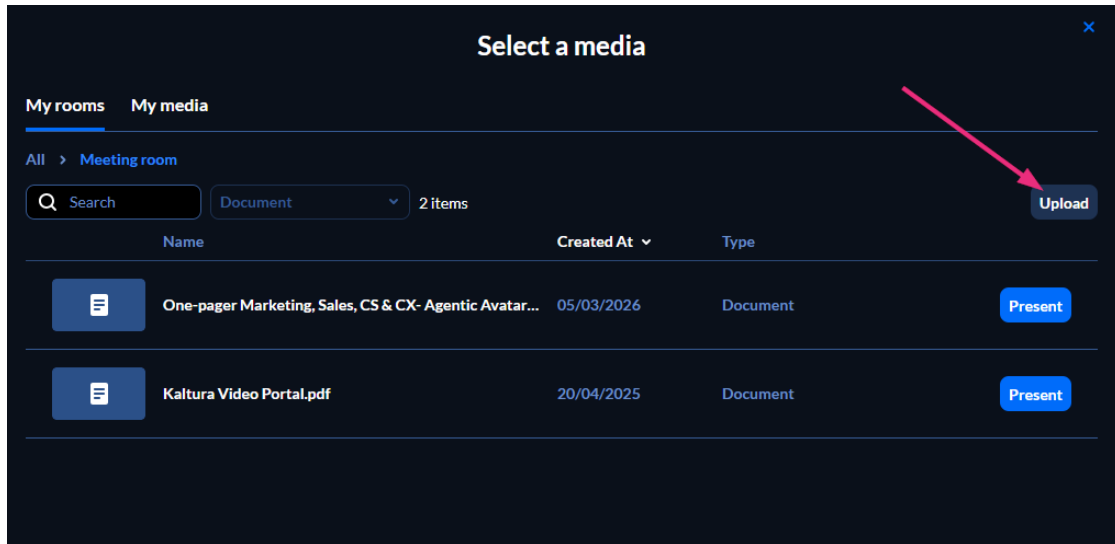 Select a media
My rooms My media
All > Meeting room
Search Document 2 items Upload
Name Created At Type
One-pager Marketing, Sales, CS & CX- Agentic Avatar... 05/03/2026 Document Present
Kaltura Video Portal.pdf 20/04/2025 Document Present